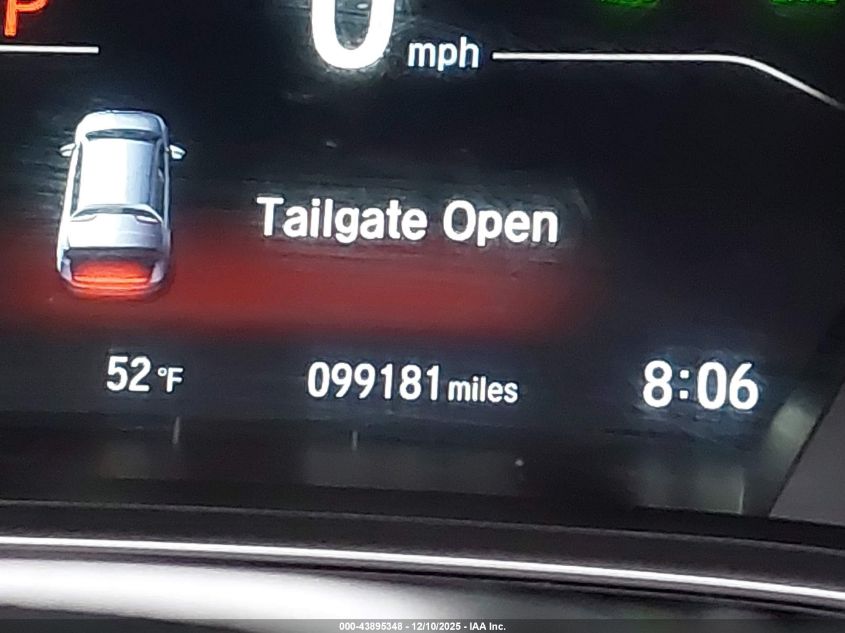 P
0 mph
Tailgate Open
52 °F 099181 miles 8:06
000-43895348 - 12/10/2025 - IAA Inc.